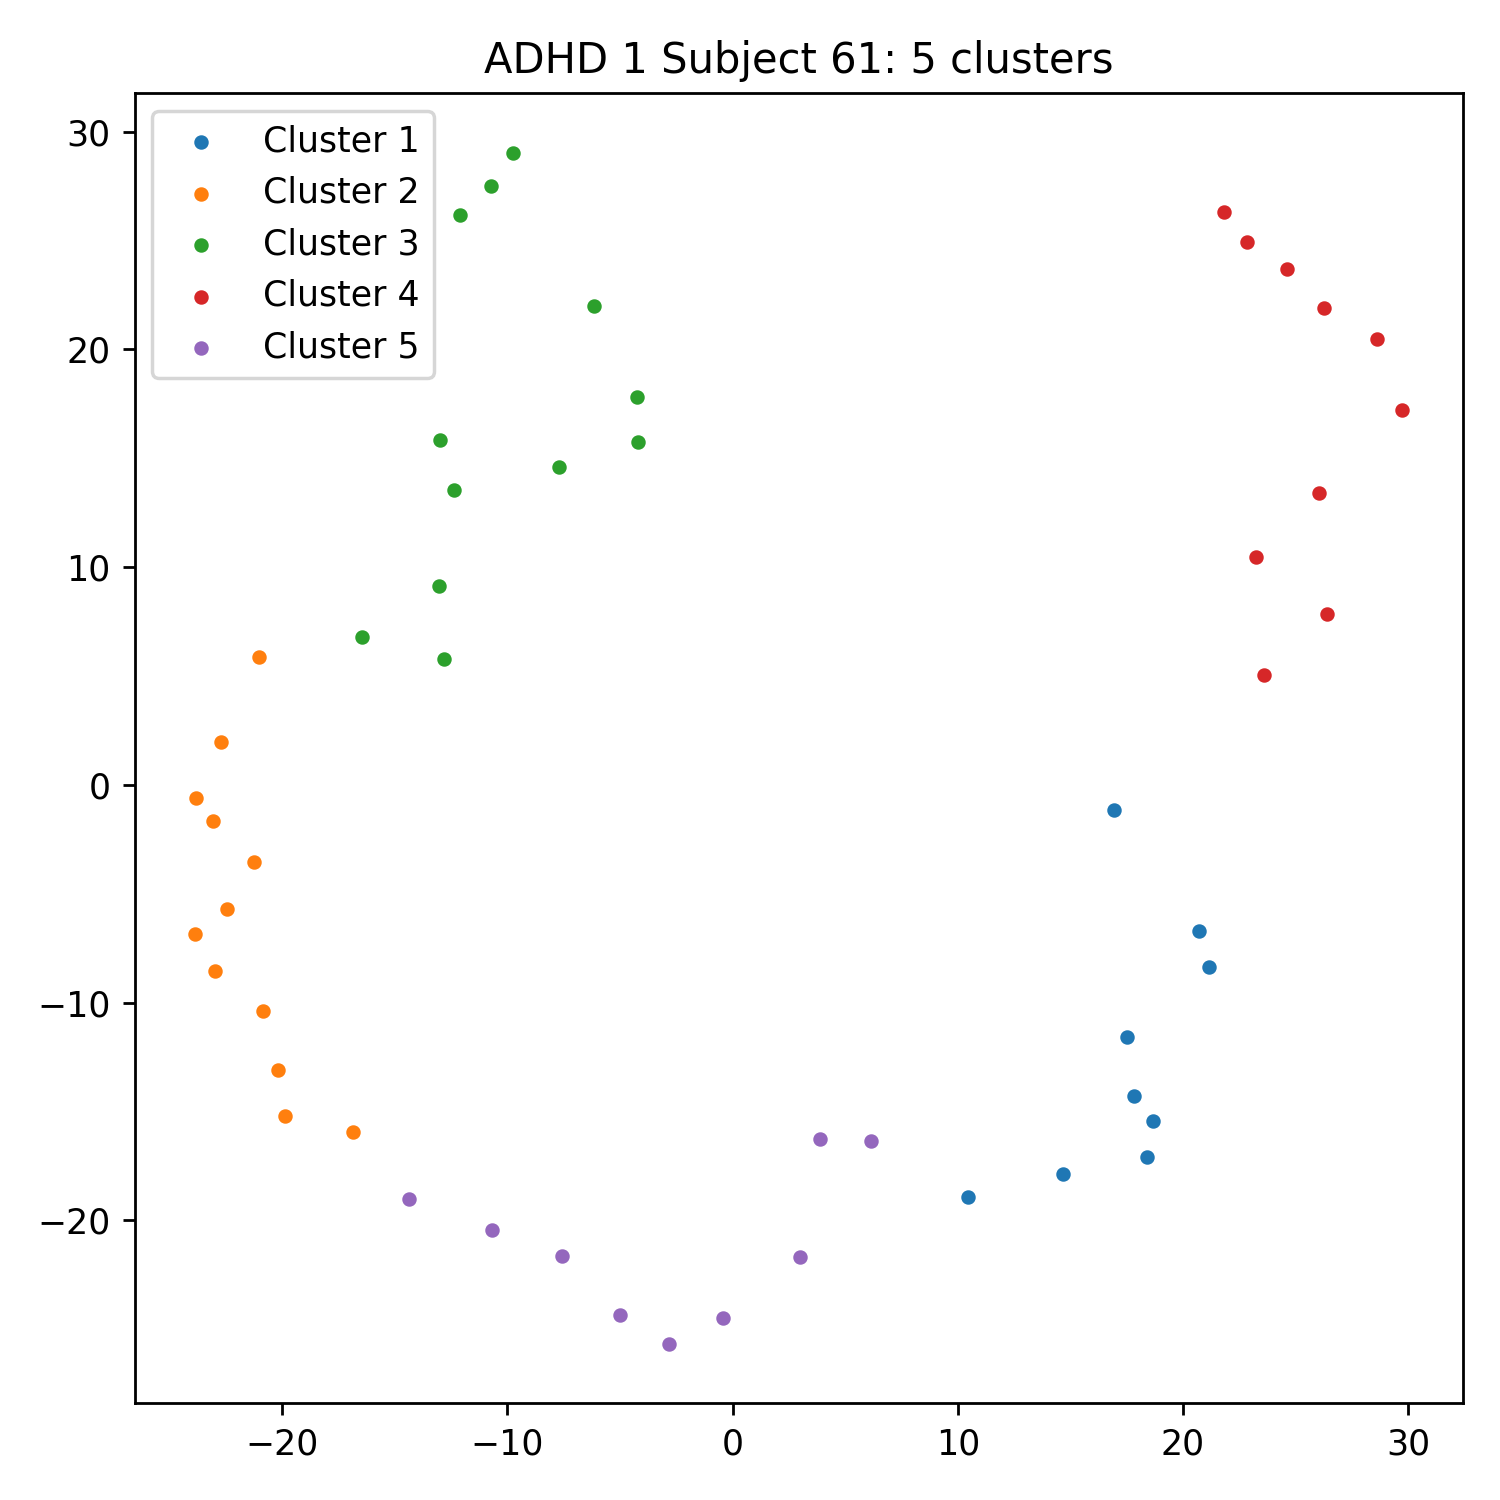 ADHD 1 Subject 61: 5 clusters
Cluster 1
Cluster 2
Cluster 3
Cluster 4
Cluster 5
30
20
10
0
−10
−20
−20 −10 0 10 20 30